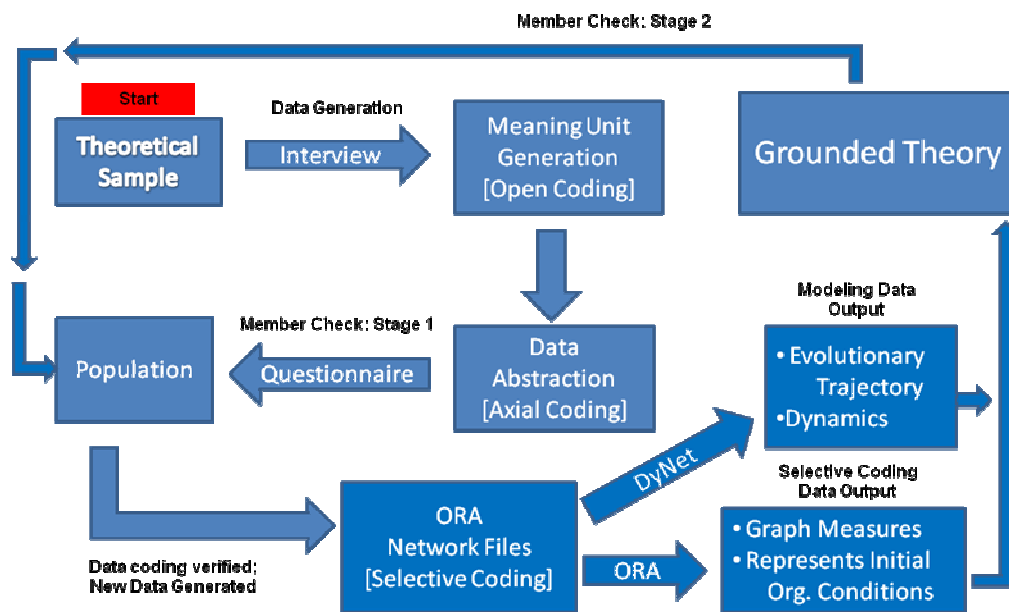 Member Check: Stage 2
Start
Theoretical
Sample
Data Generation
Interview
Meaning Unit
Generation
[Open Coding]
Grounded Theory
Member Check: Stage 1
Population
Questionnaire
Data
Abstraction
[Axial Coding]
Modeling Data
Output
• Evolutionary
Trajectory
•Dynamics
DyNet
Selective Coding
Data Output
• Graph Measures
• Represents Initial
Org. Conditions
ORA
Network Files
[Selective Coding]
ORA
Data coding verified;
New Data Generated